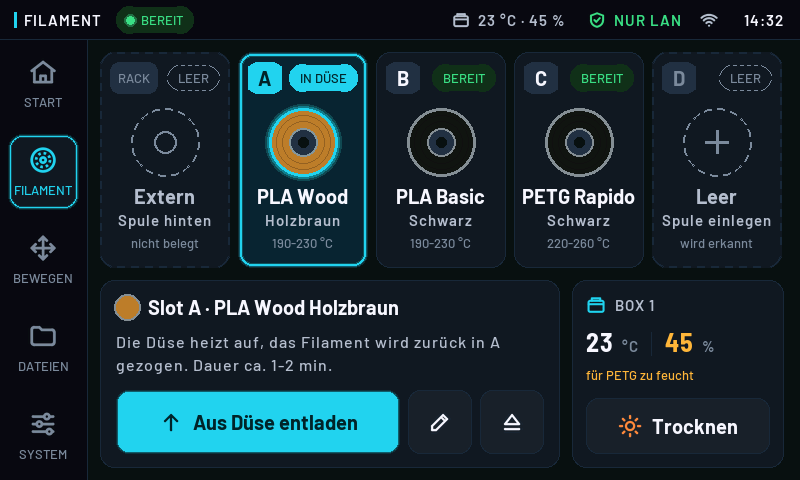 FILAMENT
BEREIT
23 °C · 45 %
NUR LAN
14:32
START
FILAMENT
BEWEGEN
DATEIEN
SYSTEM
RACK
LEER
Extern
Spule hinten
nicht belegt
A
IN DÜSE
PLA Wood
Holzbraun
190-230 °C
B
BEREIT
PLA Basic
Schwarz
190-230 °C
C
BEREIT
PETG Rapido
Schwarz
220-260 °C
D
LEER
Leer
Spule einlegen
wird erkannt
Slot A · PLA Wood Holzbraun
Die Düse heizt auf, das Filament wird zurück in A
gezogen. Dauer ca. 1-2 min.
Aus Düse entladen
BOX 1
23 °C 45 %
für PETG zu feucht
Trocknen